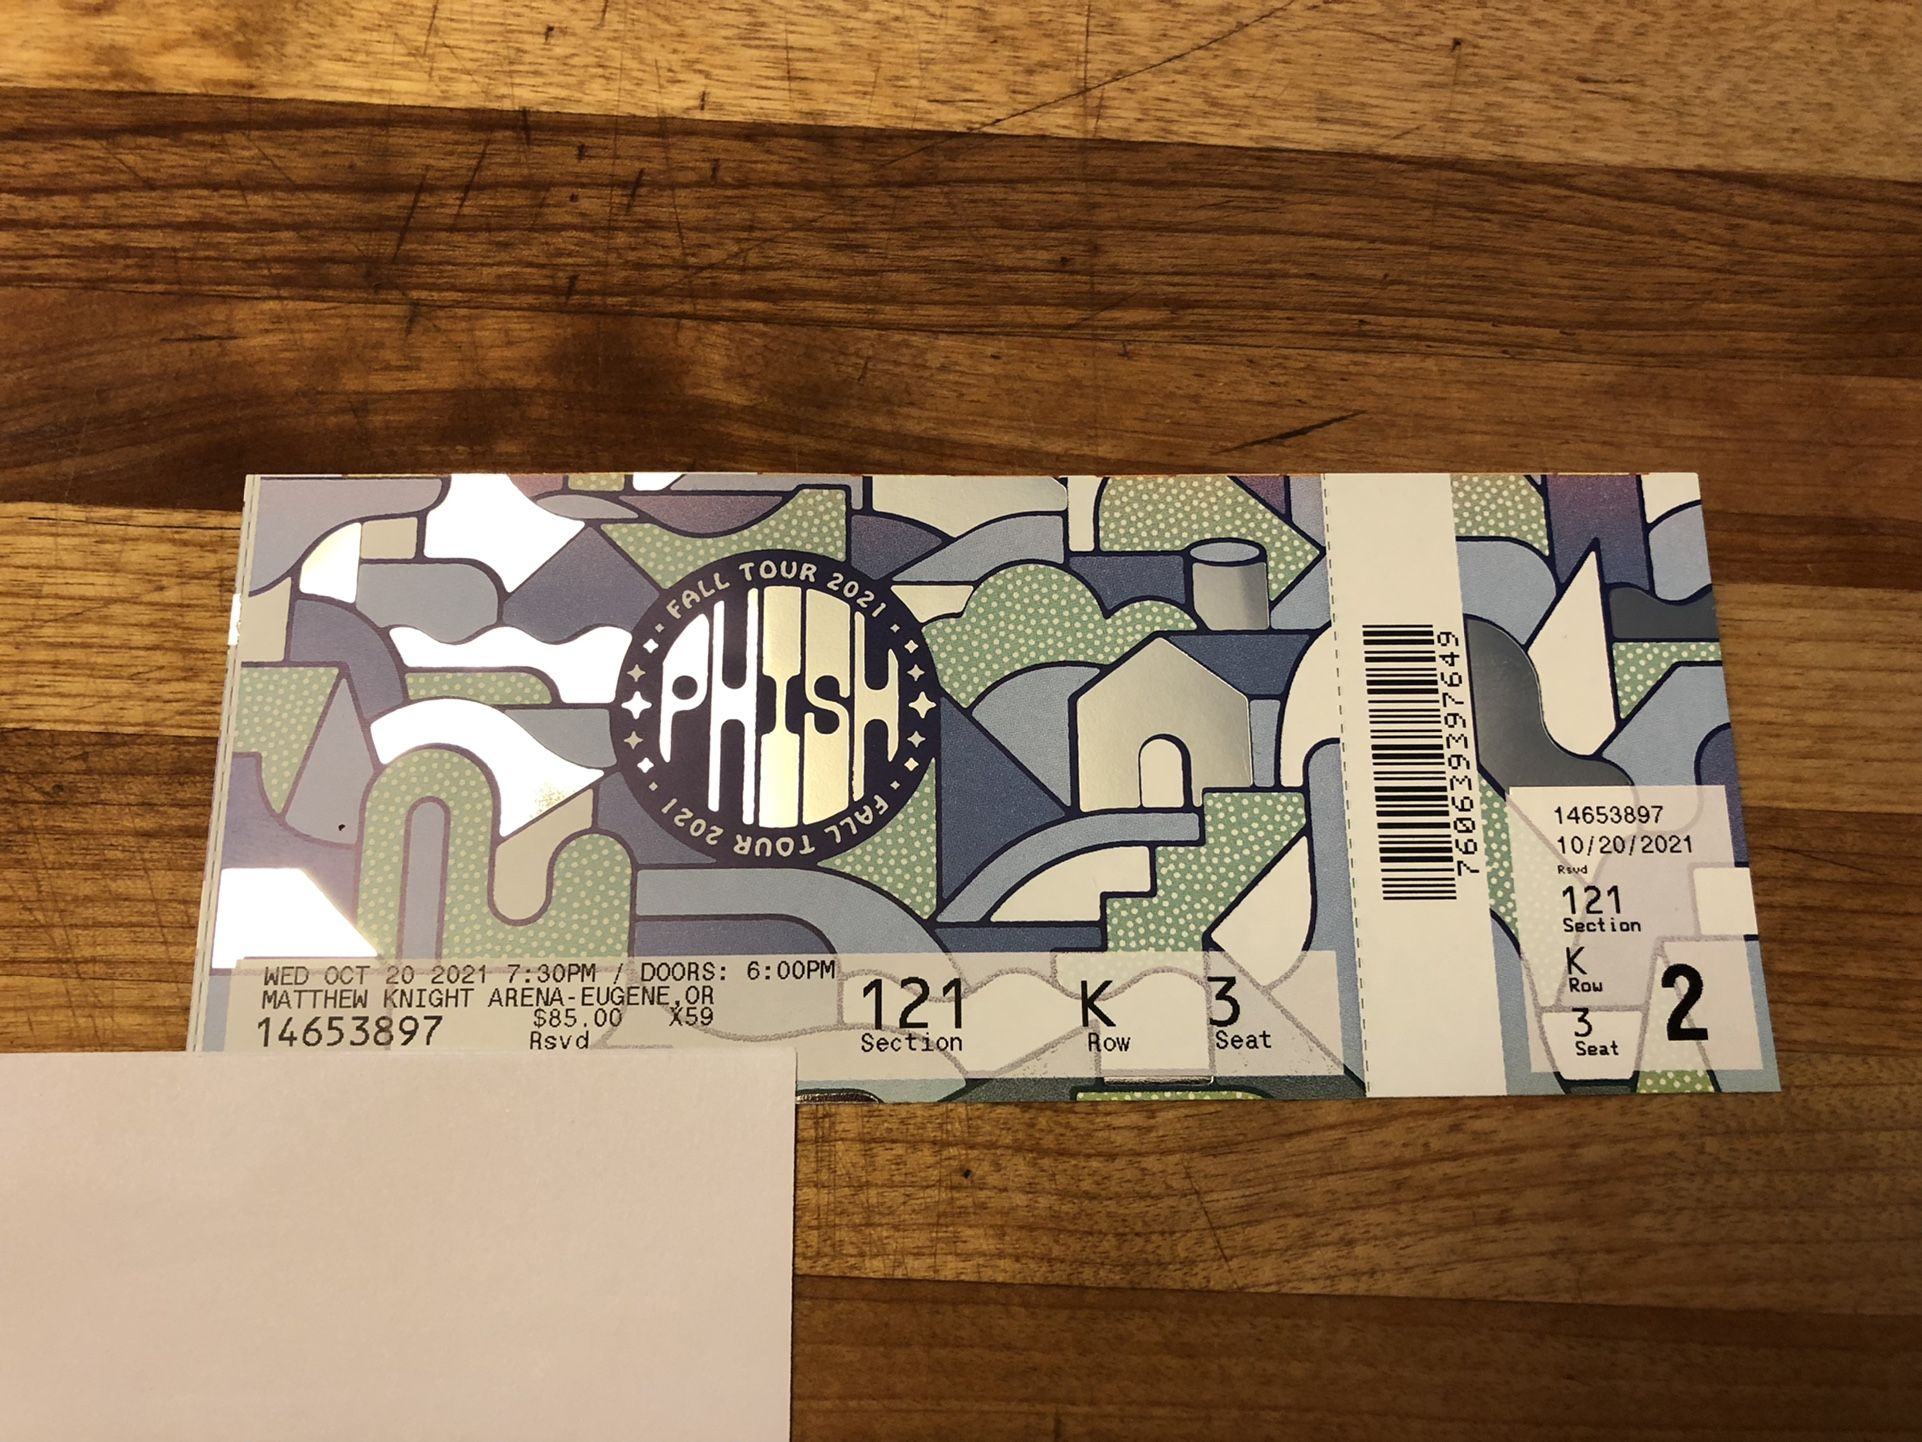 FALL TOUR 2021
PHISH
FALL TOUR 2021
WED OCT 20 2021 7:30PM / DOORS: 6:00PM
MATTHEW KNIGHT ARENA-EUGENE,OR
$85.00 X59
14653897
Rsvd
121 K 3
Section Row Seat
760639397649
14653897
10/20/2021
Rsvd
121
Section
K
Row
3
Seat
2